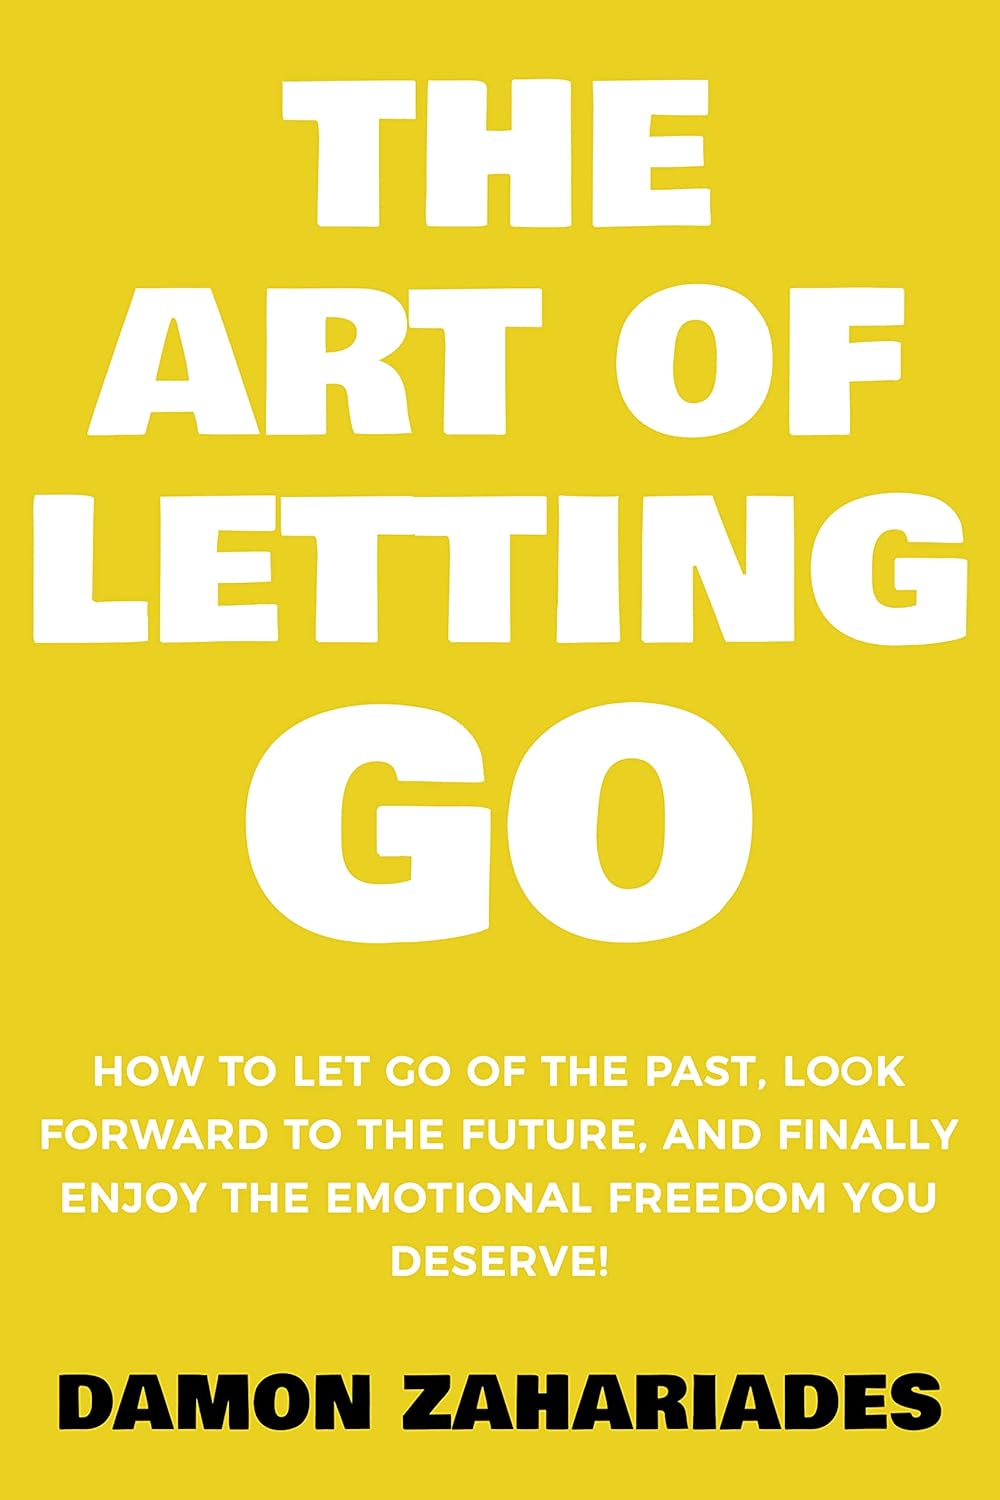 THE
ART OF
LETTING
GO
HOW TO LET GO OF THE PAST, LOOK
FORWARD TO THE FUTURE, AND FINALLY
ENJOY THE EMOTIONAL FREEDOM YOU
DESERVE!
DAMON ZAHARIADES